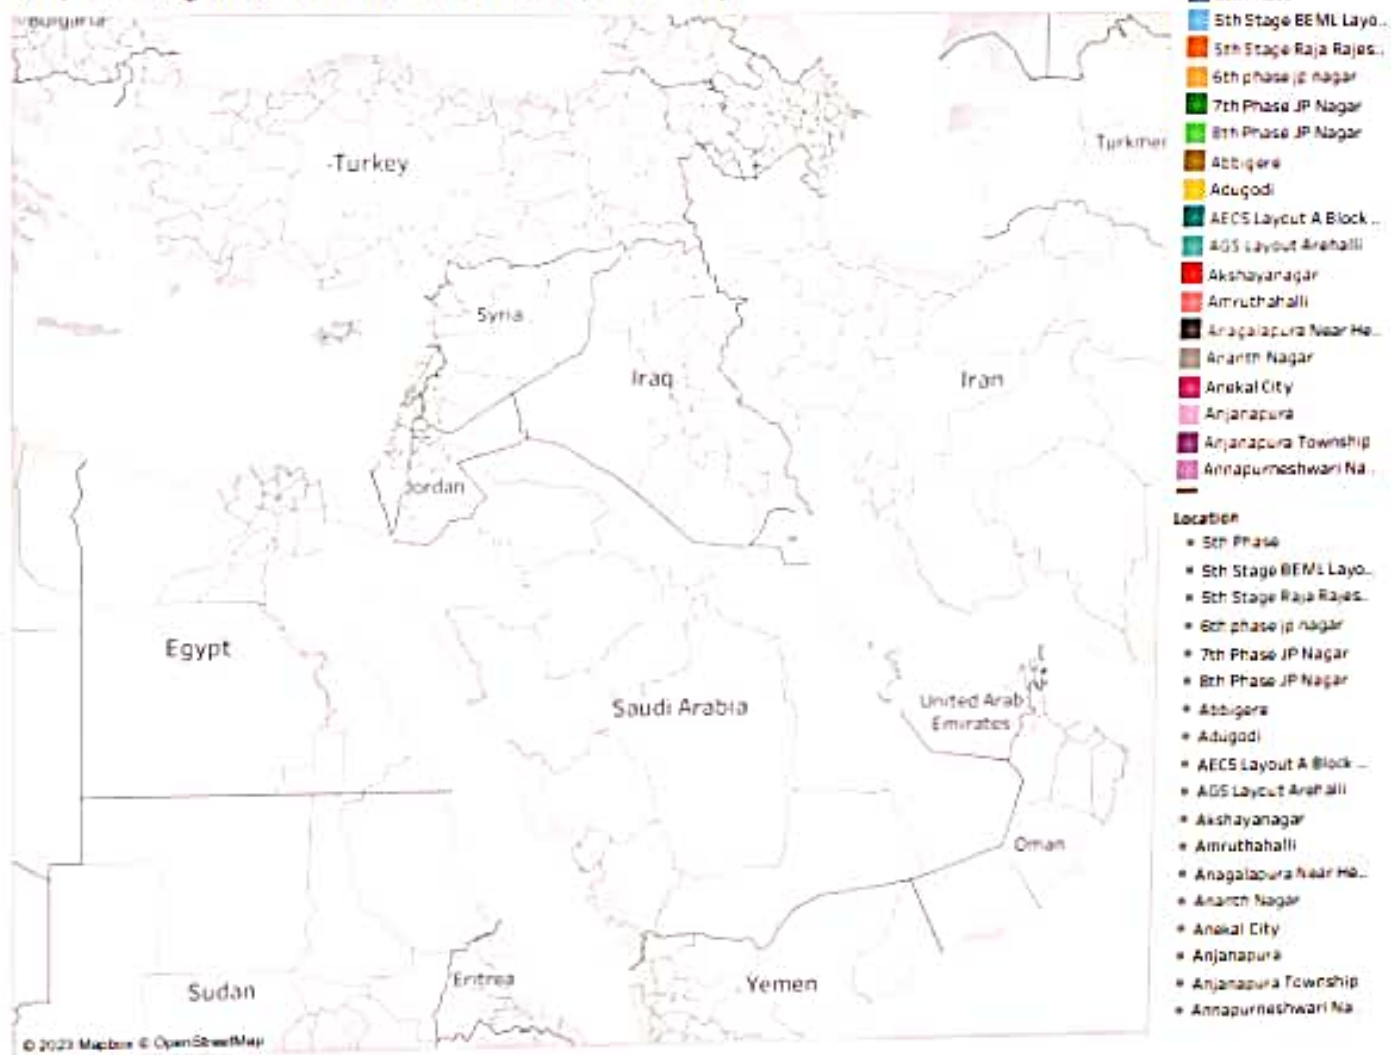 Bulgaria
Turkey
Turkmer
Syria
Iraq
Iran
Jordan
Egypt
Saudi Arabia
United Arab
Emirates
Oman
Sudan
Eritrea
Yemen
© 2023 Mapbox © OpenStreetMap
5th Stage BEML Layo..
5th Stage Raja Rajes..
6th phase jp nagar
7th Phase JP Nagar
8th Phase JP Nagar
Abbigere
Adugodi
AECS Layout A Block ..
AGS Layout Arehalli
Akshayanagar
Amruthahalli
Anagalapura Near He..
Ananth Nagar
Anekal City
Anjanapura
Anjanapura Township
Annapurneshwari Na..
Location
5th Phase
5th Stage BEML Layo..
5th Stage Raja Rajes..
6th phase jp nagar
7th Phase JP Nagar
8th Phase JP Nagar
Abbigere
Adugodi
AECS Layout A Block ..
AGS Layout Arehalli
Akshayanagar
Amruthahalli
Anagalapura Near He..
Ananth Nagar
Anekal City
Anjanapura
Anjanapura Township
Annapurneshwari Na